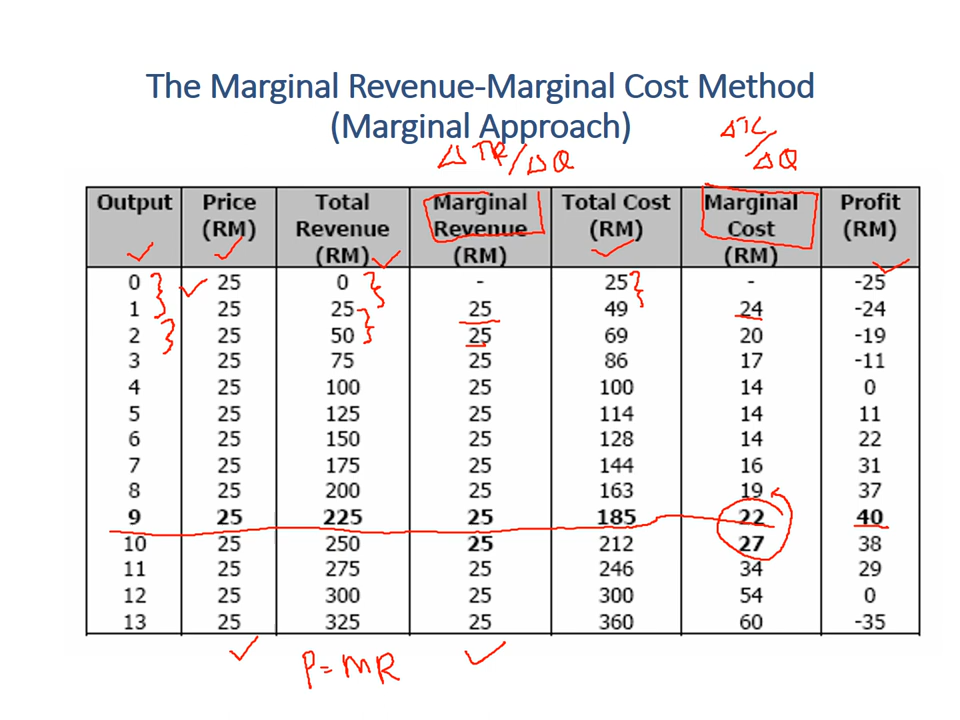 The Marginal Revenue-Marginal Cost Method
(Marginal Approach)
ΔTR/ΔQ
ΔTC/ΔQ
Output Price (RM) Total Revenue (RM) Marginal Revenue (RM) Total Cost (RM) Marginal Cost (RM) Profit (RM)
0 25 0 - 25 - -25
1 25 25 25 49 24 -24
2 25 50 25 69 20 -19
3 25 75 25 86 17 -11
4 25 100 25 100 14 0
5 25 125 25 114 14 11
6 25 150 25 128 14 22
7 25 175 25 144 16 31
8 25 200 25 163 19 37
9 25 225 25 185 22 40
10 25 250 25 212 27 38
11 25 275 25 246 34 29
12 25 300 25 300 54 0
13 25 325 25 360 60 -35
P=MR